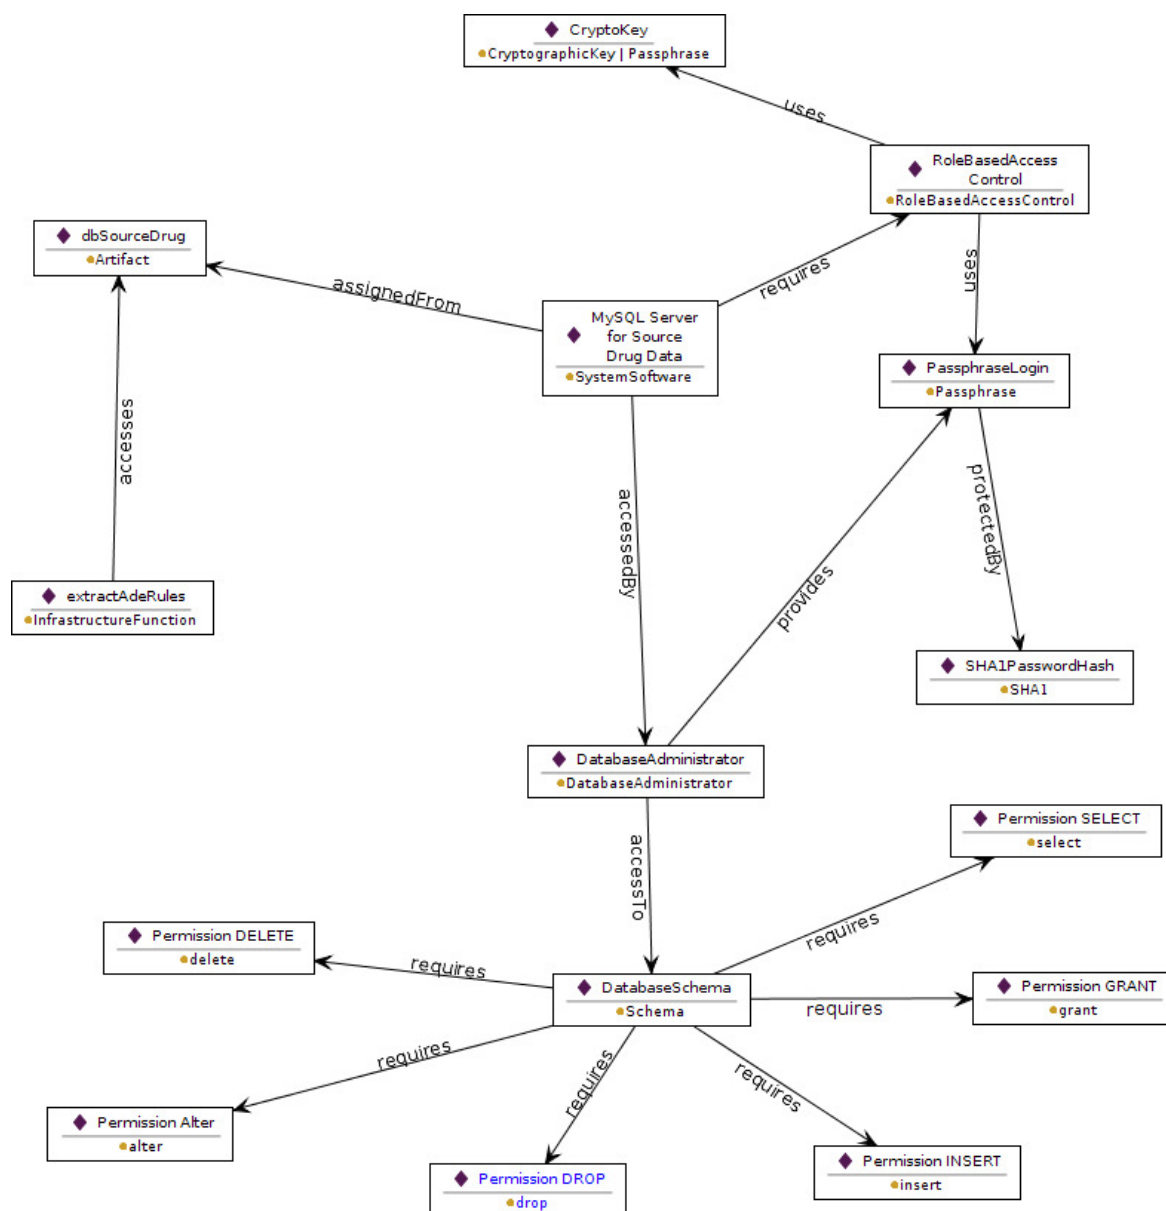 CryptoKey
CryptographicKey | Passphrase
uses
RoleBasedAccess
Control
RoleBasedAccessControl
dbSourceDrug
Artifact
assignedFrom
requires
uses
MySQL Server
for Source
Drug Data
SystemSoftware
PassphraseLogin
Passphrase
accesses
accessedBy
provides
protectedBy
extractAdeRules
InfrastructureFunction
SHA1PasswordHash
SHA1
DatabaseAdministrator
DatabaseAdministrator
accessTo
Permission SELECT
select
requires
Permission DELETE
delete
requires
DatabaseSchema
Schema
requires
Permission GRANT
grant
requires
requires
requires
Permission Alter
alter
Permission DROP
drop
Permission INSERT
insert